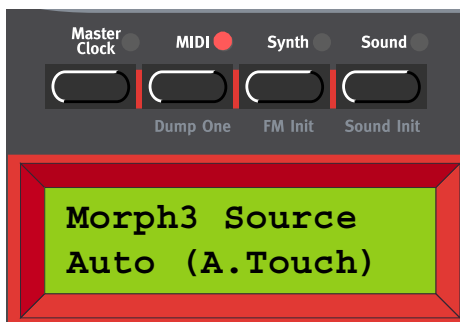 Master Clock MIDI Synth Sound
Dump One FM Init Sound Init
Morph3 Source
Auto (A.Touch)